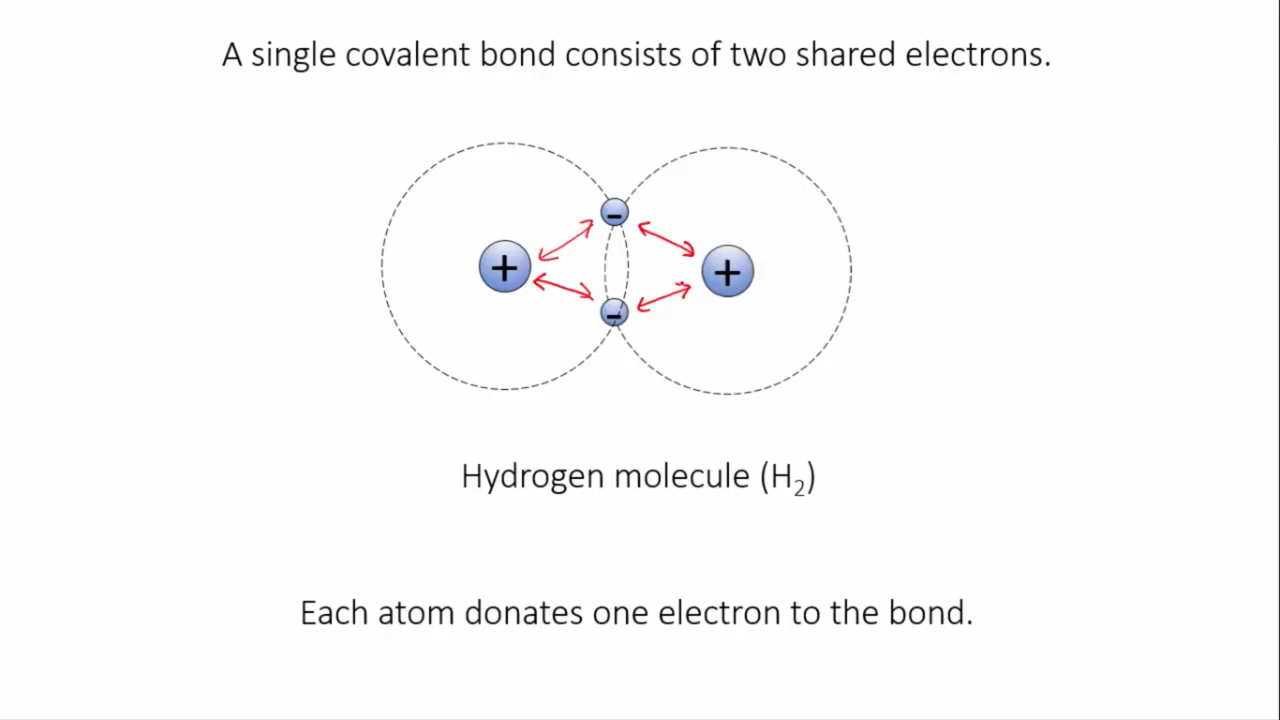 A single covalent bond consists of two shared electrons.
-
+ +
-
Hydrogen molecule (H₂)
Each atom donates one electron to the bond.